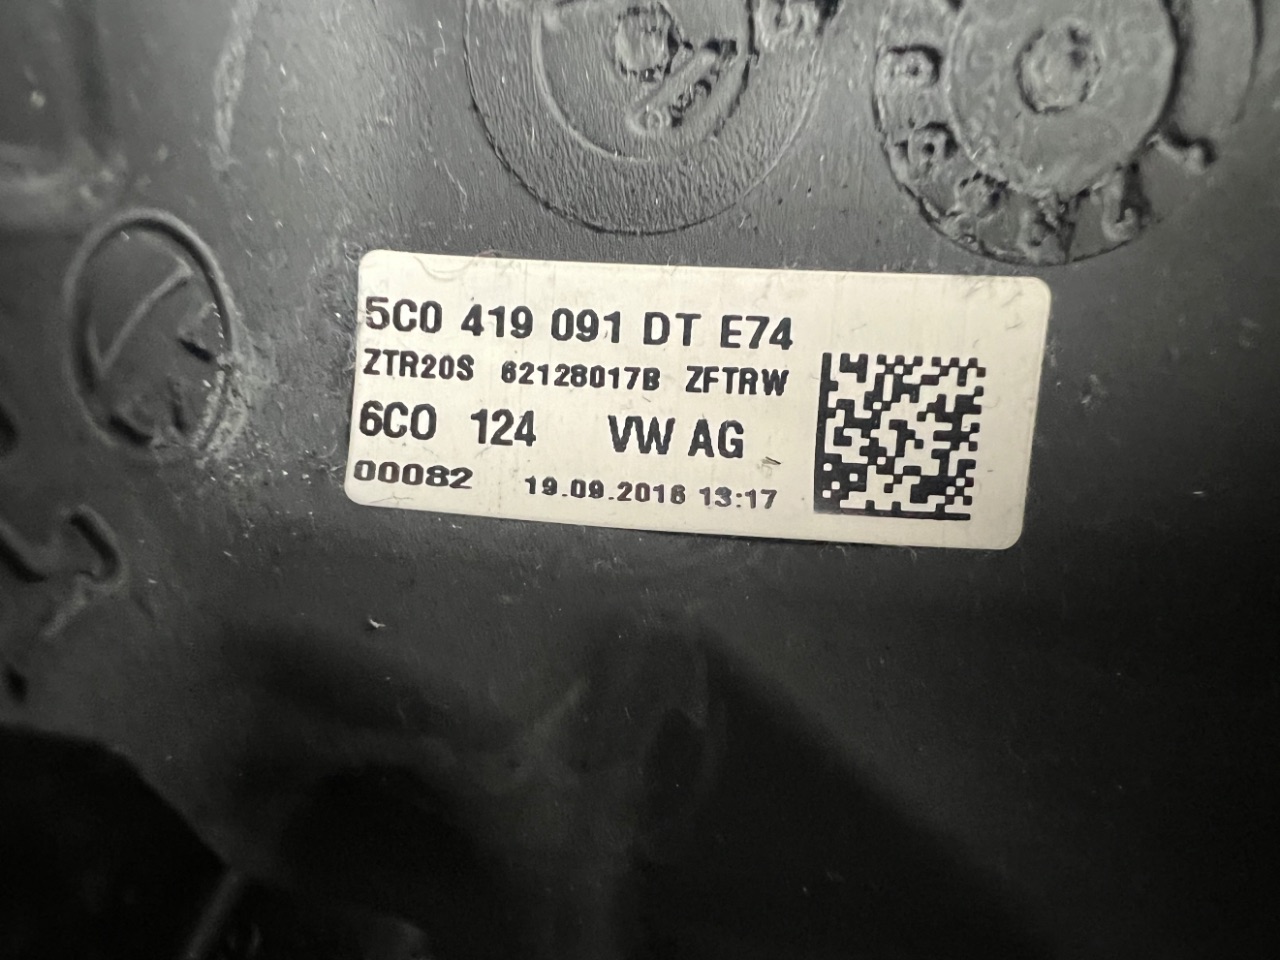 5C0 419 091 DT E74
ZTR20S 62128017B ZFTRW
6C0 124 VW AG
00082 19.09.2016 13:17